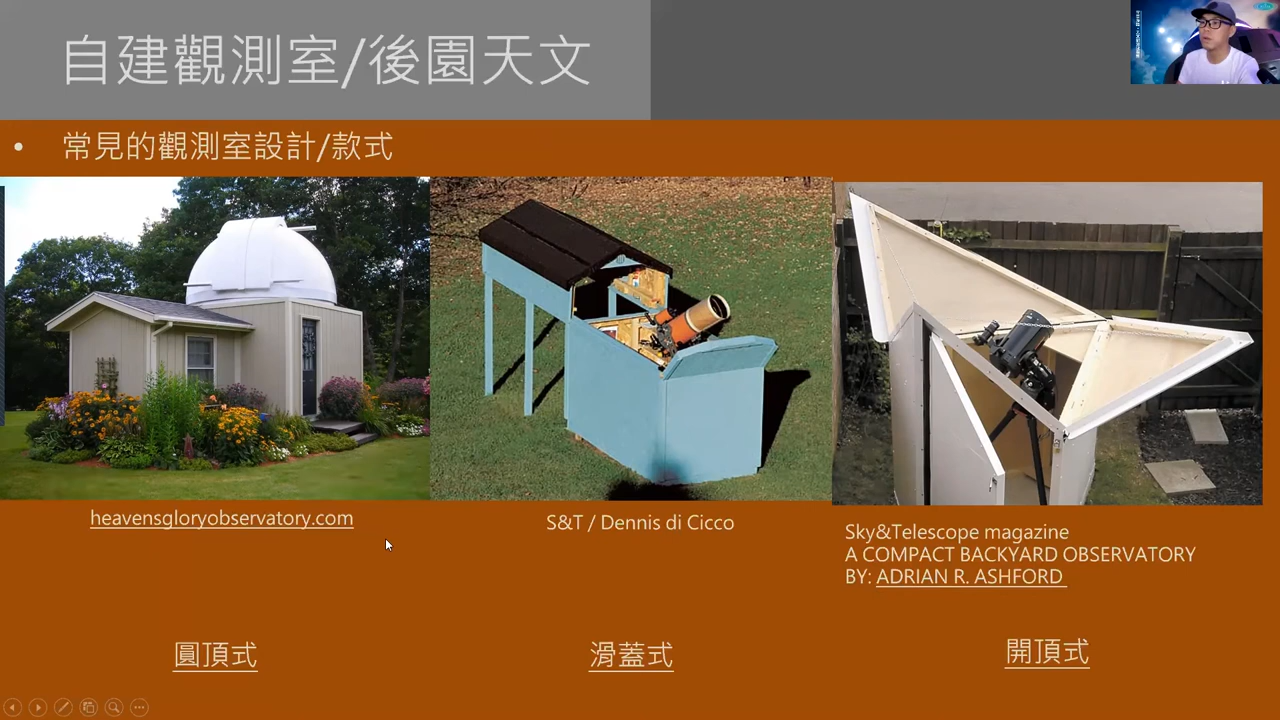 自建觀測室/後園天文
• 常見的觀測室設計/款式
heavensgloryobservatory.com
S&T / Dennis di Cicco
Sky&Telescope magazine
A COMPACT BACKYARD OBSERVATORY
BY: ADRIAN R. ASHFORD
圓頂式
滑蓋式
開頂式